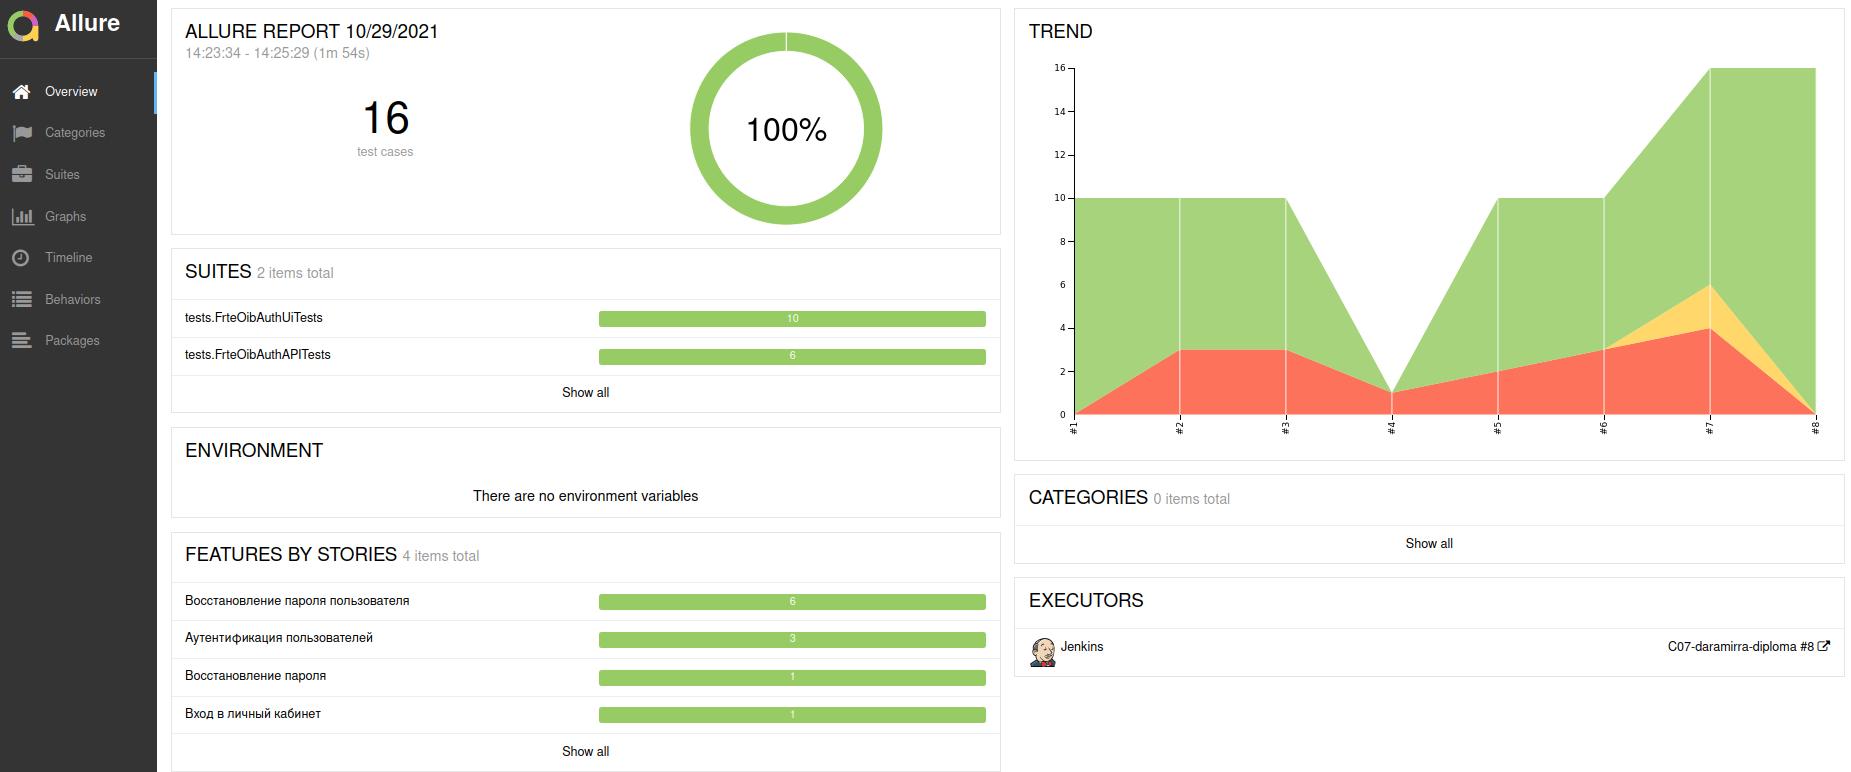 Allure
Overview
Categories
Suites
Graphs
Timeline
Behaviors
Packages
ALLURE REPORT 10/29/2021
14:23:34 - 14:25:29 (1m 54s)
16
test cases
100%
SUITES 2 items total
tests.FrteOibAuthUiTests 10
tests.FrteOibAuthAPITests 6
Show all
ENVIRONMENT
There are no environment variables
FEATURES BY STORIES 4 items total
Восстановление пароля пользователя 6
Аутентификация пользователей 3
Восстановление пароля 1
Вход в личный кабинет 1
Show all
TREND
16
14
12
10
8
6
4
2
0
#1 #2 #3 #4 #5 #6 #7 #8
CATEGORIES 0 items total
Show all
EXECUTORS
Jenkins C07-daramirra-diploma #8